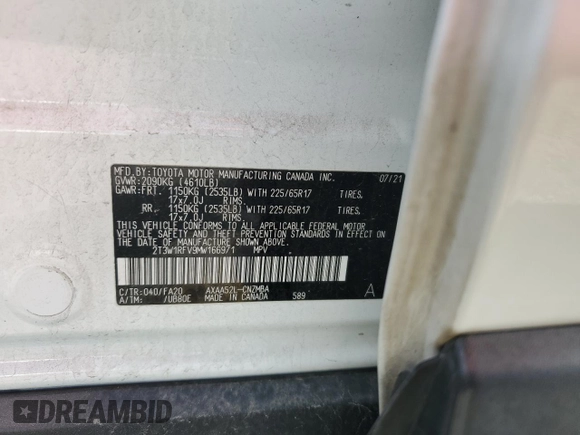 MFD. BY: TOYOTA MOTOR MANUFACTURING CANADA INC. 07/21
GVWR: 2090KG (4610LB)
GAWR: FRT. 1150KG (2535LB) WITH 225/65R17 TIRES,
17x7.0J RIMS.
RR. 1150KG (2535LB) WITH 225/65R17 TIRES,
17x7.0J RIMS.
THIS VEHICLE CONFORMS TO ALL APPLICABLE FEDERAL MOTOR
VEHICLE SAFETY AND THEFT PREVENTION STANDARDS IN EFFECT
ON THE DATE OF MANUFACTURE SHOWN ABOVE.
2T3W1RFV9MW166971 MPV
C/TR: 040/FA20 AXAA52L-CNZMBA A
A/TM: /UB80E MADE IN CANADA 589
DREAMBID